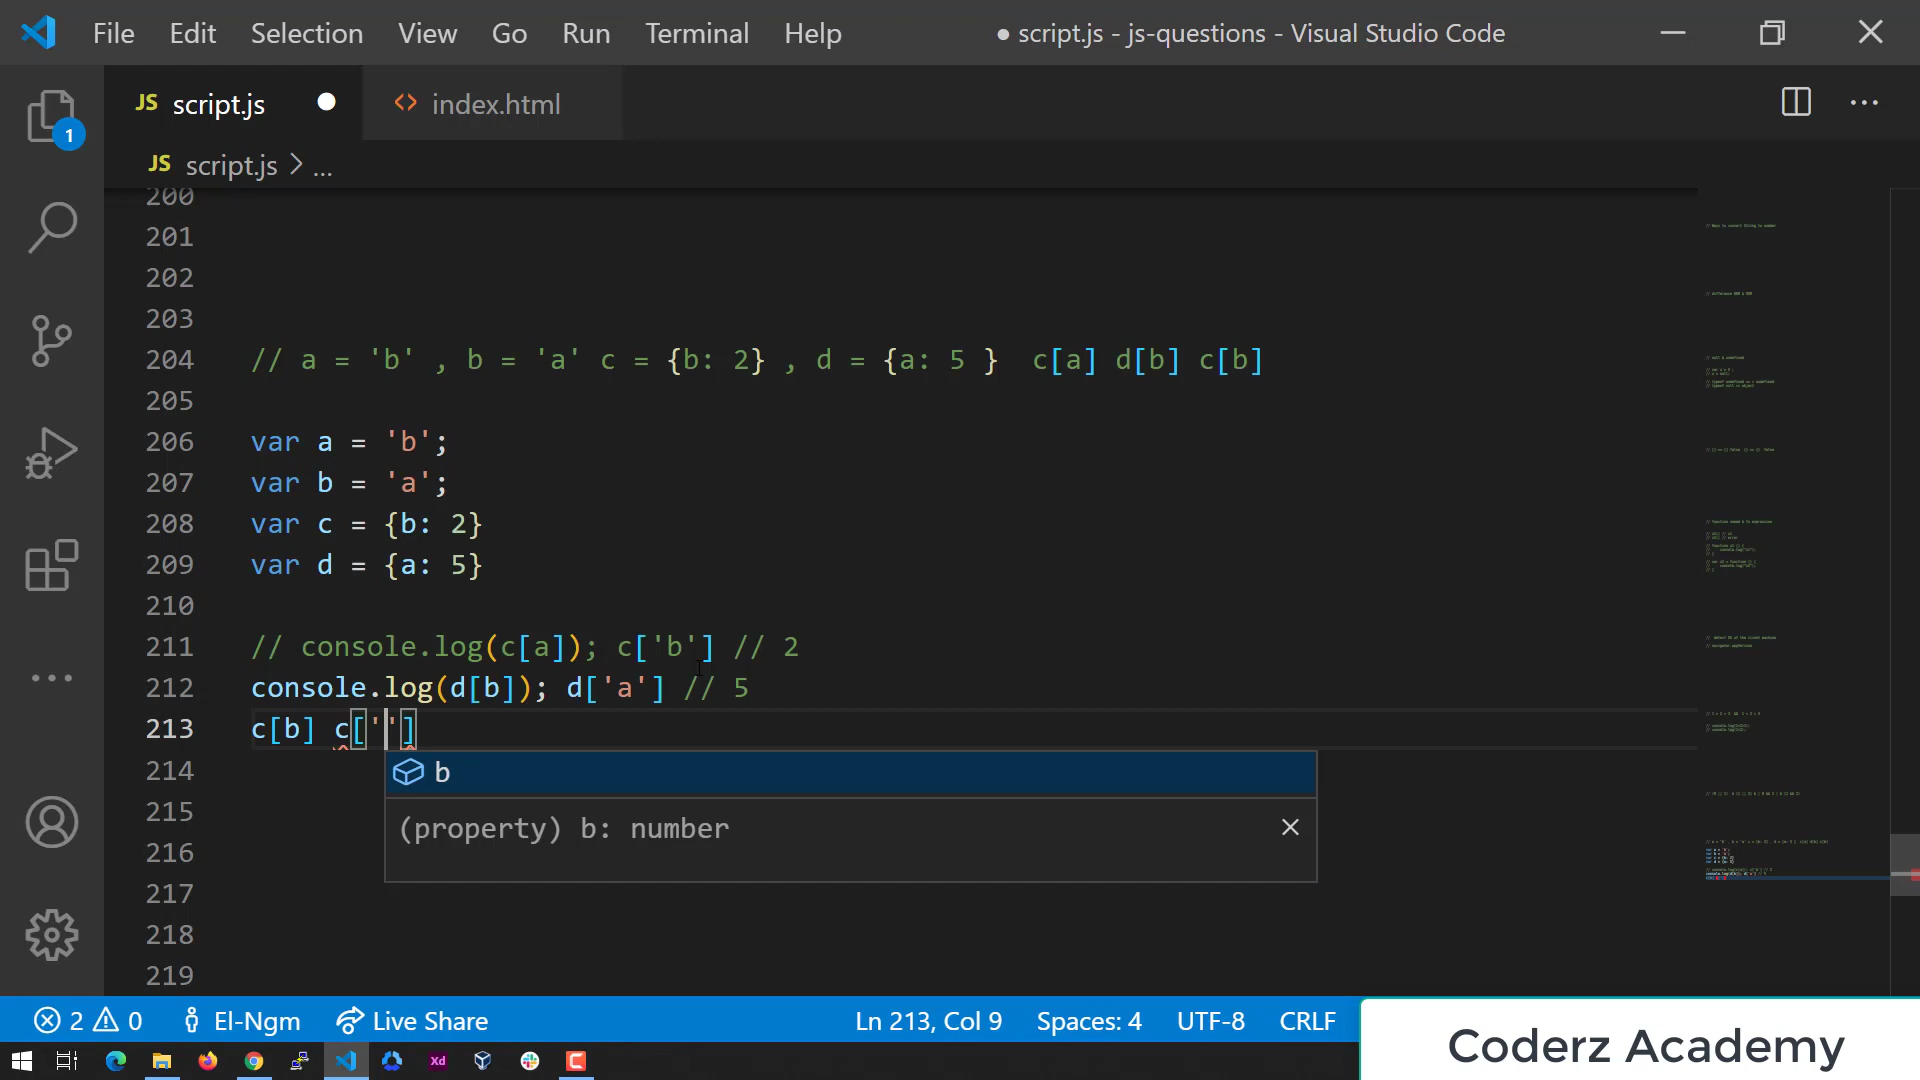 File Edit Selection View Go Run Terminal Help ● script.js - js-questions - Visual Studio Code
JS script.js ● <> index.html ...
1
JS script.js > ...
200
201
202
203
204 // a = 'b' , b = 'a' c = {b: 2} , d = {a: 5 }  c[a] d[b] c[b]
205
206 var a = 'b';
207 var b = 'a';
208 var c = {b: 2}
209 var d = {a: 5}
210
211 // console.log(c[a]); c['b'] // 2
212 console.log(d[b]); d['a'] // 5
213 c[b] c['']
b
214
215
(property) b: number
216
217
218
219
2 0 El-Ngm Live Share Ln 213, Col 9 Spaces: 4 UTF-8 CRLF
Xd
Coderz Academy